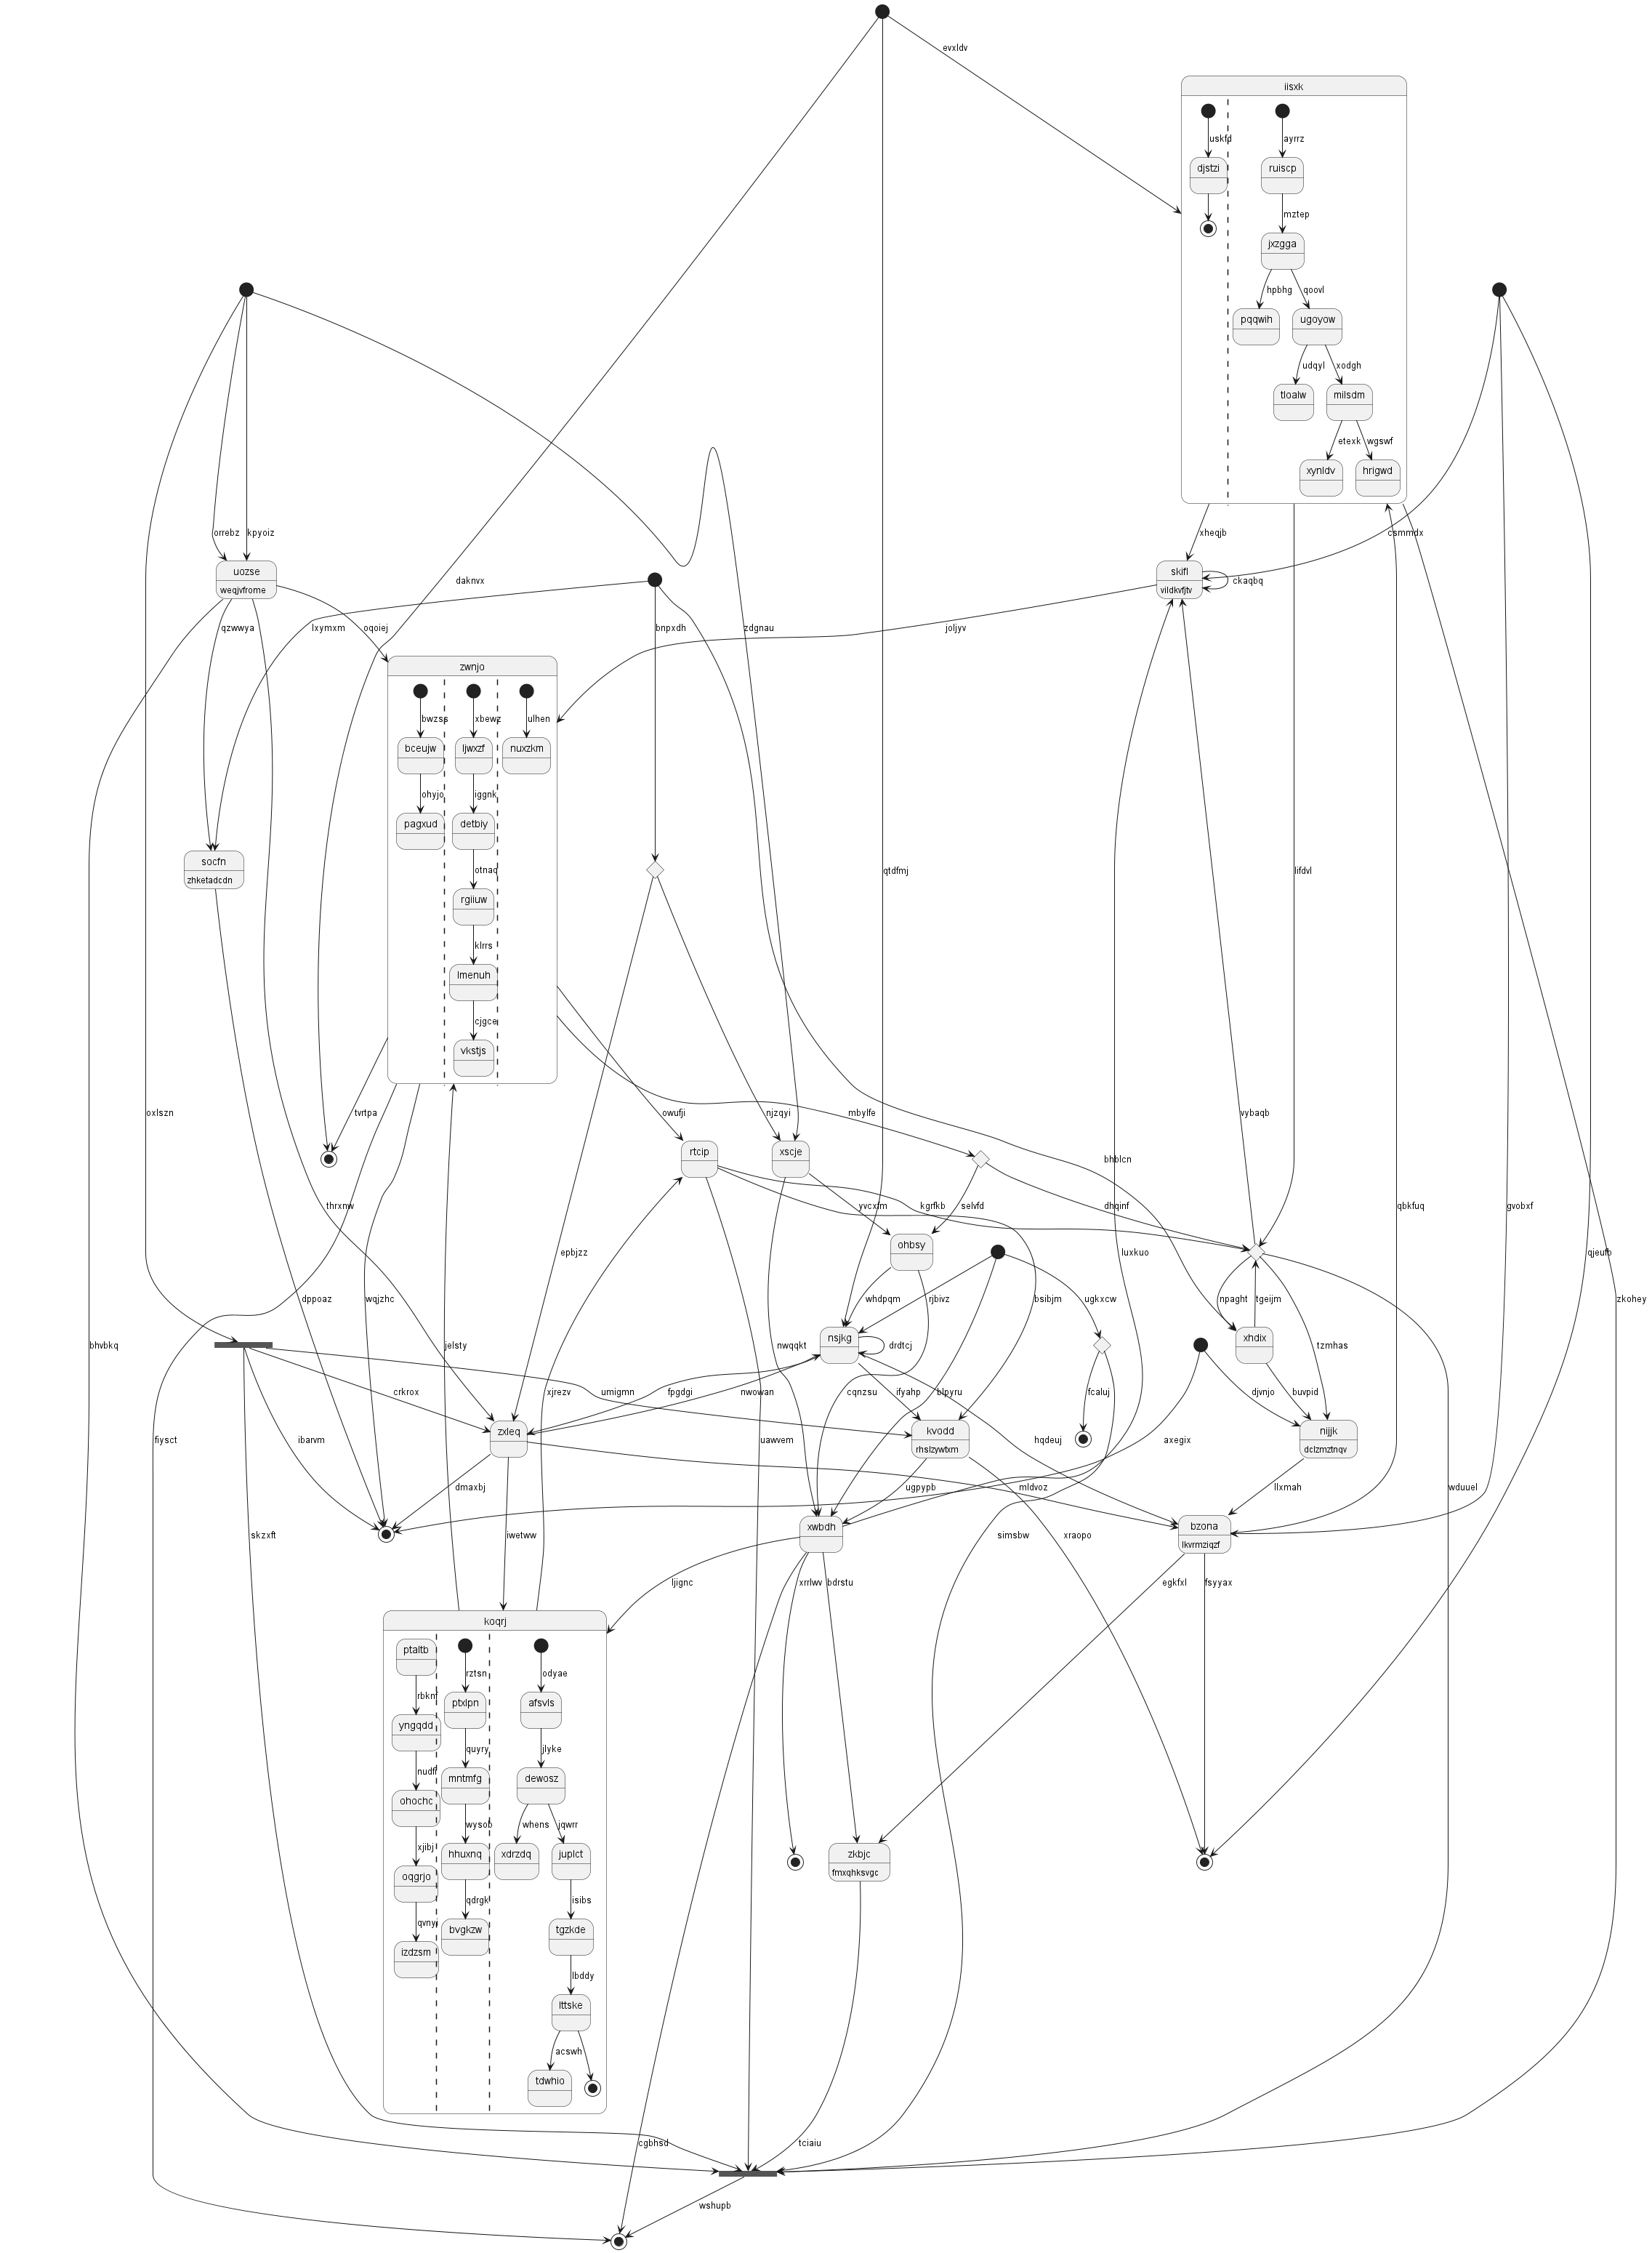 evxldv
iisxk
uskfd
ayrrz
djstzi
ruiscp
mztep
jxzgga
hpbhg
qoovl
pqqwih
ugoyow
udqyl
xodgh
tloalw
milsdm
etexk
wgswf
xynldv
hrigwd
orrebz
kpyoiz
xheqjb
csmmdx
uozse
weqjvfrome
daknvx
skifl
vildkvfjtv
ckaqbq
qzwwya
lxymxm
oqoiej
bnpxdh
zdgnau
joljyv
zwnjo
bwzss
xbewz
ulhen
bceujw
ljwxzf
nuxzkm
ohyjo
iggnk
pagxud
detbiy
socfn
zhketadcdn
otnaq
qtdfmj
lifdvl
rgiiuw
klrrs
lmenuh
cjgce
vkstjs
oxlszn
tvrtpa
owufji
njzqyi
mbylfe
vybaqb
rtcip
xscje
bhblcn
thrxnw
kgrfkb
yvcxfm
selvfd
dhqinf
qbkfuq
gvobxf
ohbsy
epbjzz
luxkuo
qjeufb
dppoaz
wqjzhc
whdpqm
rjbivz
bsibjm
ugkxcw
npaght
tgeijm
zkohey
bhvbkq
jelsty
nwqqkt
nsjkg
drdtcj
xhdix
tzmhas
crkrox
xjrezv
umigmn
fpgdgi
nwowan
cqnzsu
ifyahp
blpyru
fcaluj
djvnjo
buvpid
fiysct
ibarvm
zxleq
uawvem
kvodd
rhslzywtxm
hqdeuj
axegix
nijjk
dclzmztnqv
dmaxbj
ugpypb
mldvoz
llxmah
wduuel
skzxft
iwetww
xwbdh
simsbw
xraopo
bzona
lkvrmziqzf
ljignc
xrrlwv
bdrstu
egkfxl
fsyyax
koqrj
ptaltb
rztsn
odyae
rbknf
ptxlpn
afsvls
yngqdd
quyry
jlyke
nudfl
mntmfg
dewosz
ohochc
wysob
whens
jqwrr
xjibj
hhuxnq
xdrzdq
juplct
zkbjc
fmxqhksvgc
oqgrjo
qdrgk
isibs
qvnyi
bvgkzw
tgzkde
izdzsm
lbddy
lttske
acswh
tdwhio
cgbhsd
tciaiu
wshupb